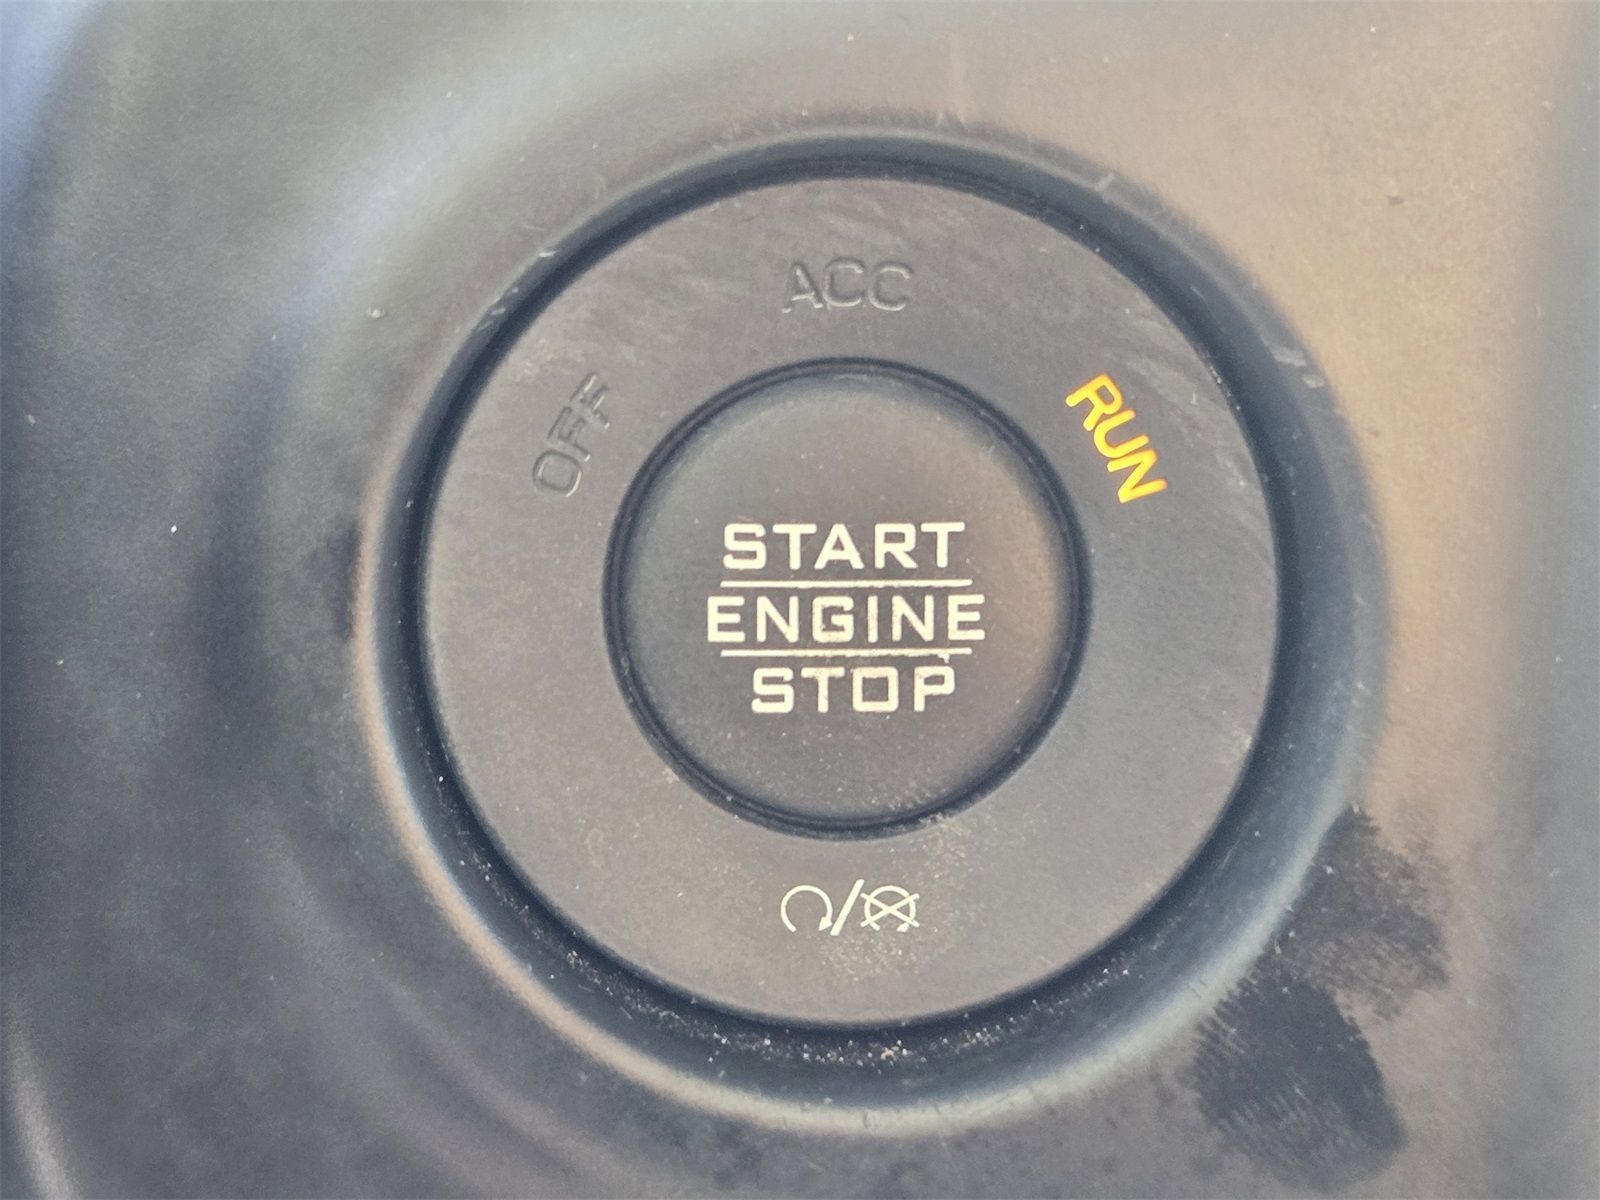 ACC
OFF
RUN
START
ENGINE
STOP